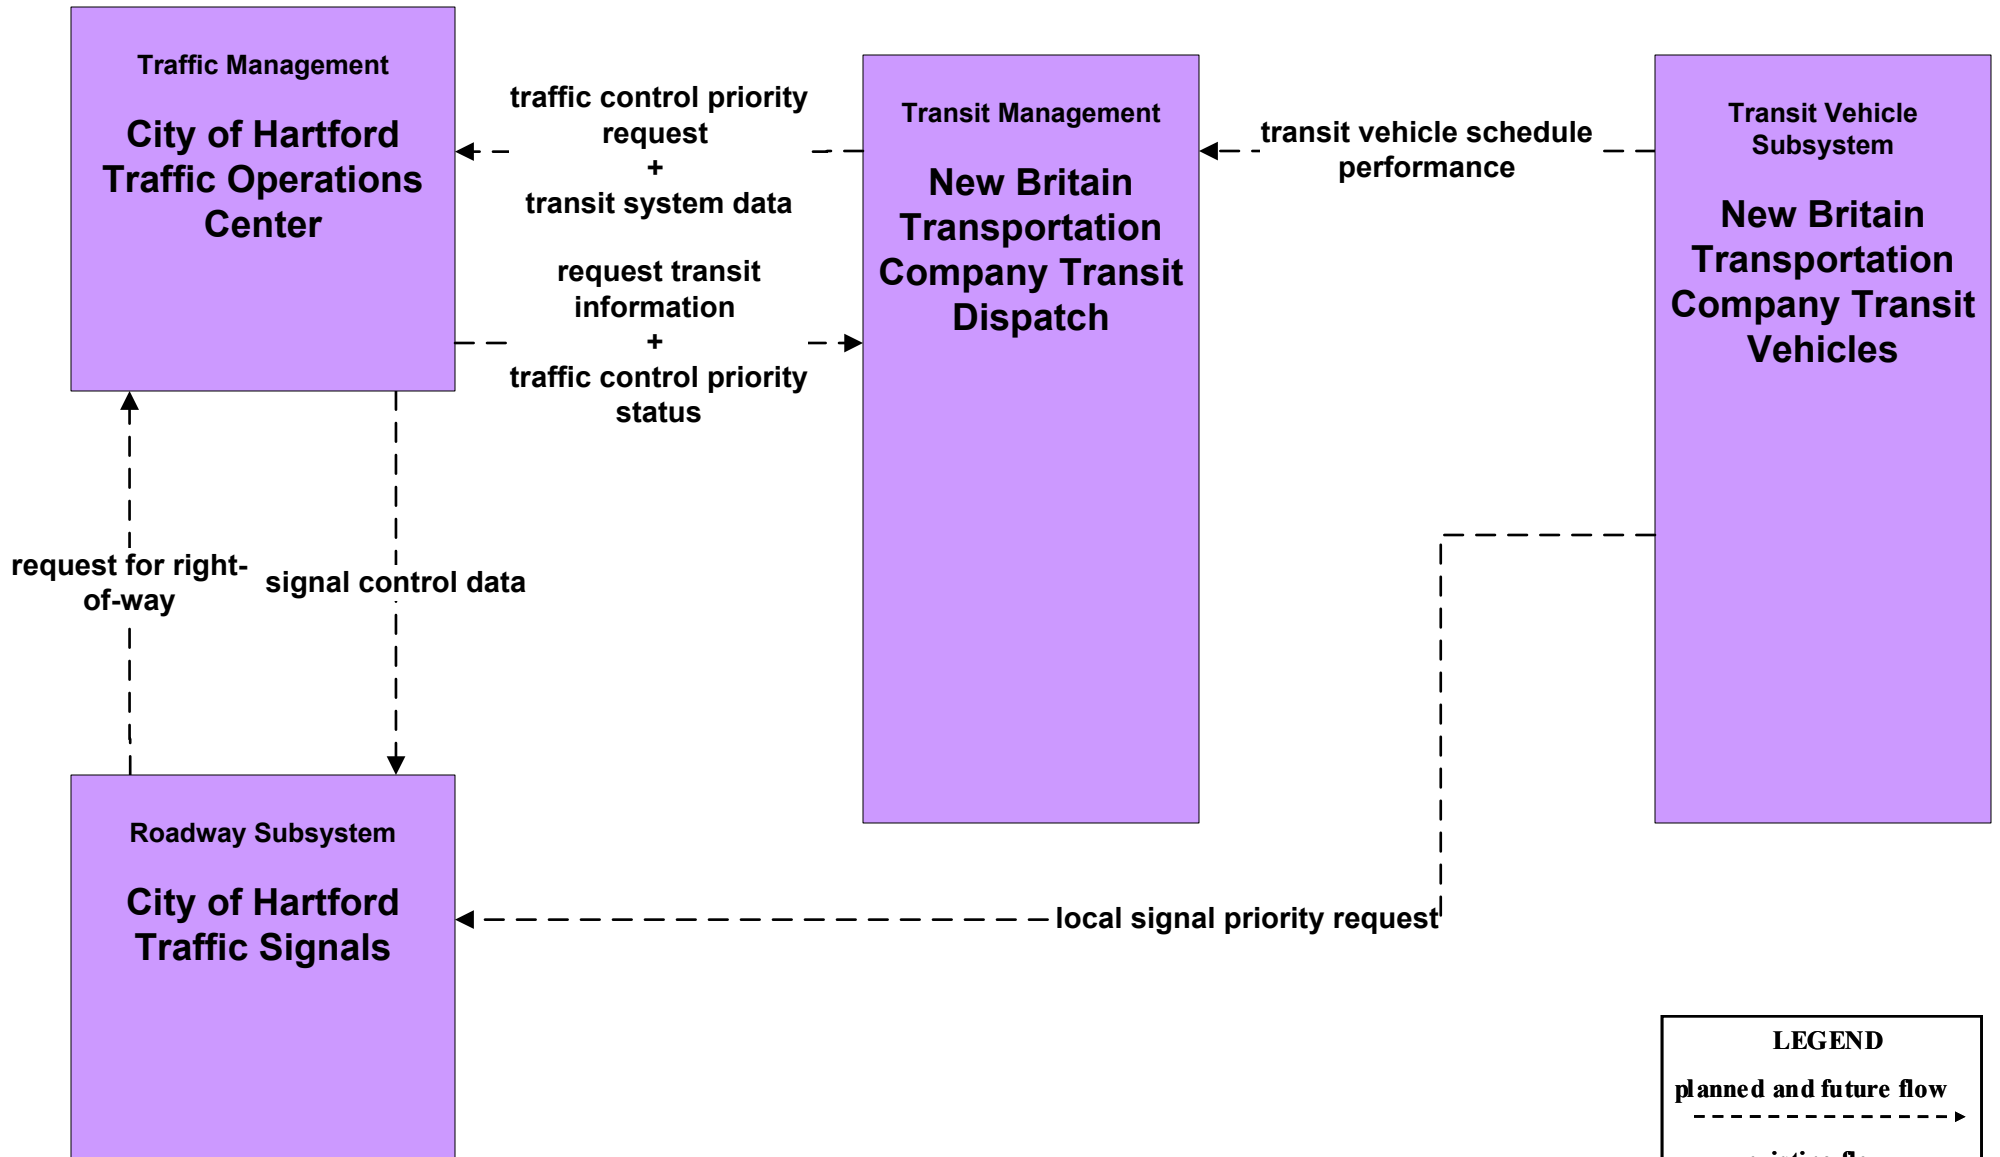 Traffic Management
City of Hartford
Traffic Operations
Center
traffic control priority
request
+
transit system data
request transit
information
+
traffic control priority
status
Transit Management
New Britain
Transportation
Company Transit
Dispatch
transit vehicle schedule
performance
Transit Vehicle
Subsystem
New Britain
Transportation
Company Transit
Vehicles
request for right-
of-way
signal control data
Roadway Subsystem
City of Hartford
Traffic Signals
local signal priority request
LEGEND
planned and future flow